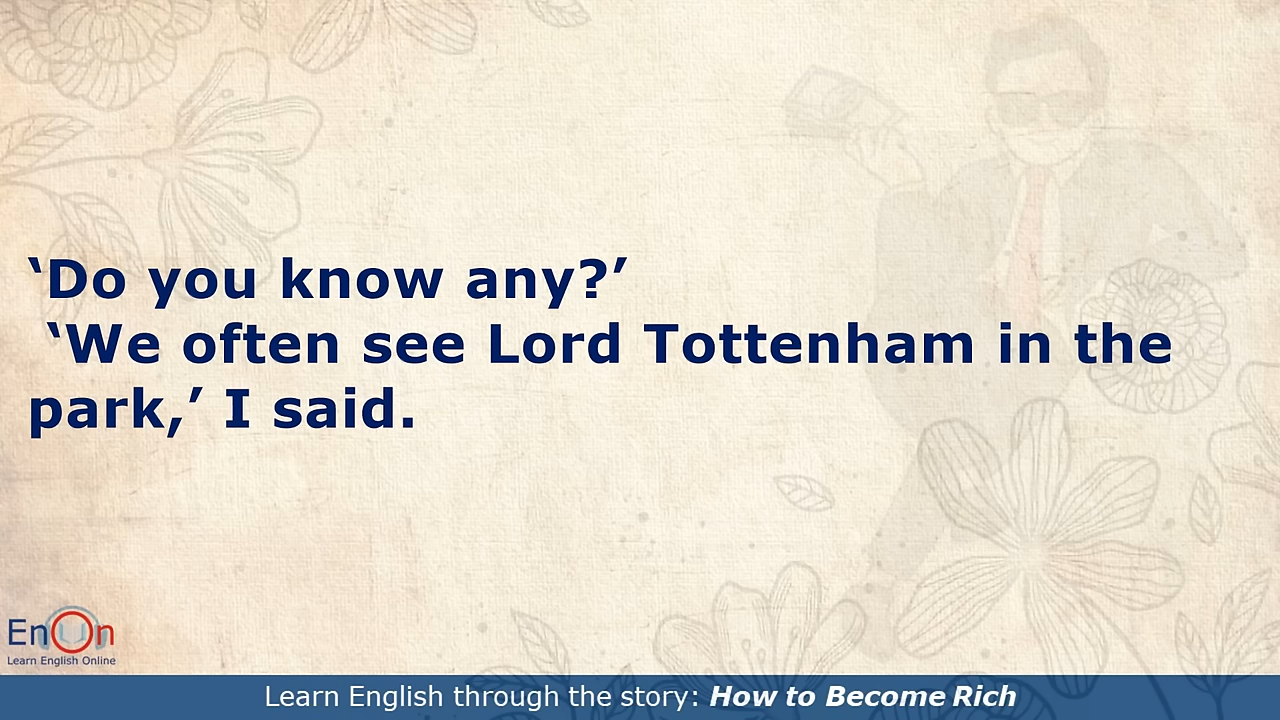 ‘Do you know any?’
‘We often see Lord Tottenham in the
park,’ I said.
EnOn
Learn English Online
Learn English through the story: How to Become Rich